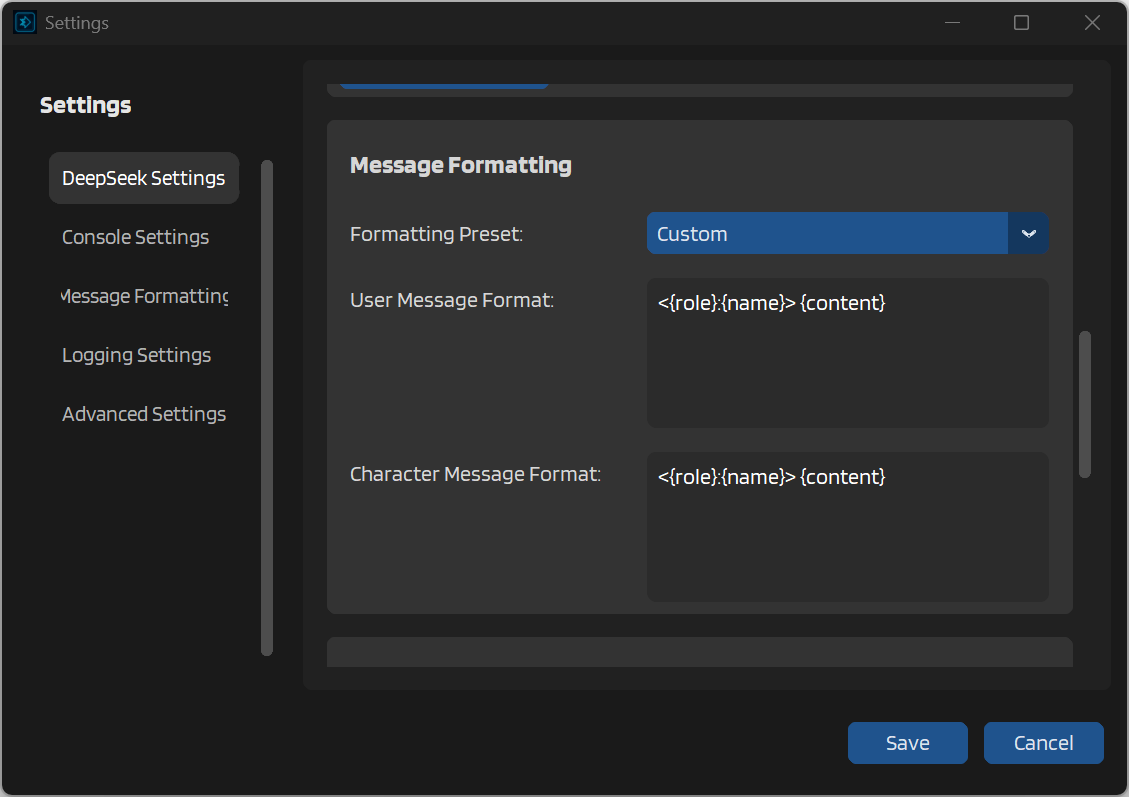 Settings
Settings
DeepSeek Settings
Console Settings
Message Formatting
Logging Settings
Advanced Settings
Message Formatting
Formatting Preset:
Custom
User Message Format:
<{role}:{name}> {content}
Character Message Format:
<{role}:{name}> {content}
Save
Cancel